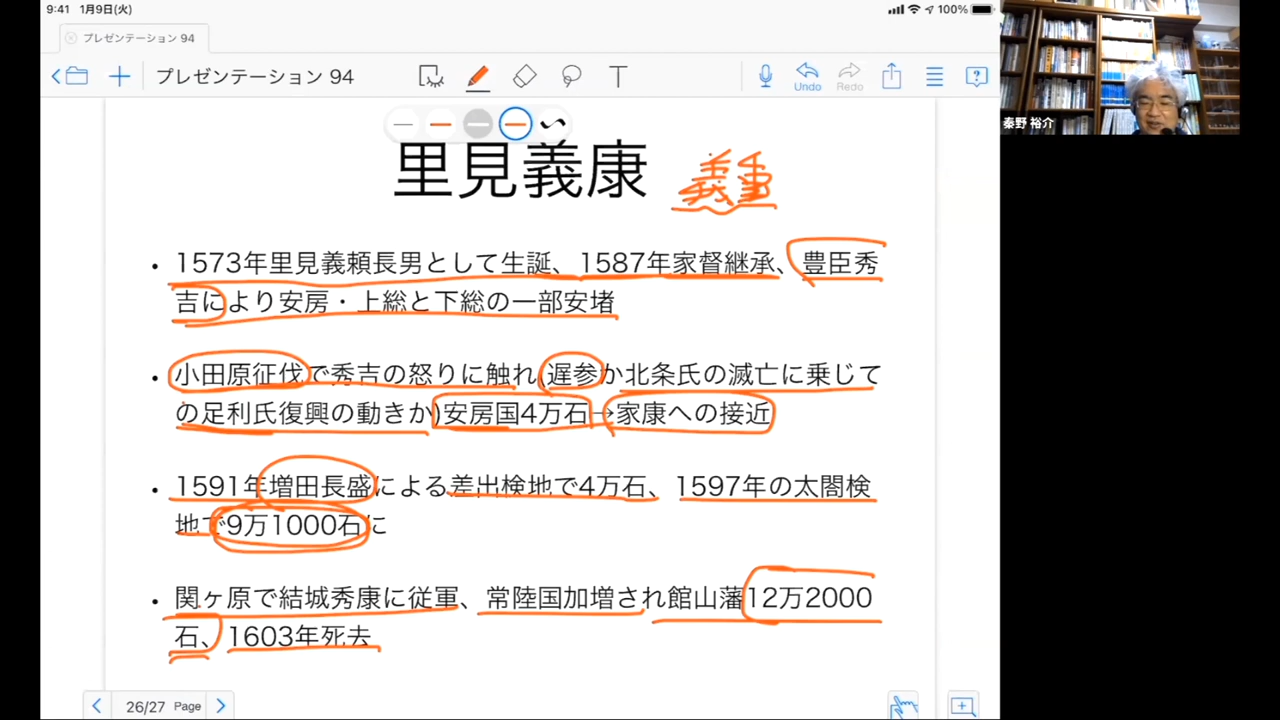 9:41 1月9日(火)
100%
プレゼンテーション 94
プレゼンテーション 94
Undo
Redo
秦野 裕介
里見義康
義重
・1573年里見義頼長男として生誕、1587年家督継承、豊臣秀
吉により安房・上総と下総の一部安堵
・小田原征伐で秀吉の怒りに触れ(遅参か北条氏の滅亡に乗じて
の足利氏復興の動きか)安房国4万石→家康への接近
・1591年増田長盛による差出検地で4万石、1597年の太閤検
地で9万1000石に
・関ヶ原で結城秀康に従軍、常陸国加増され館山藩12万2000
石、1603年死去
26/27 Page